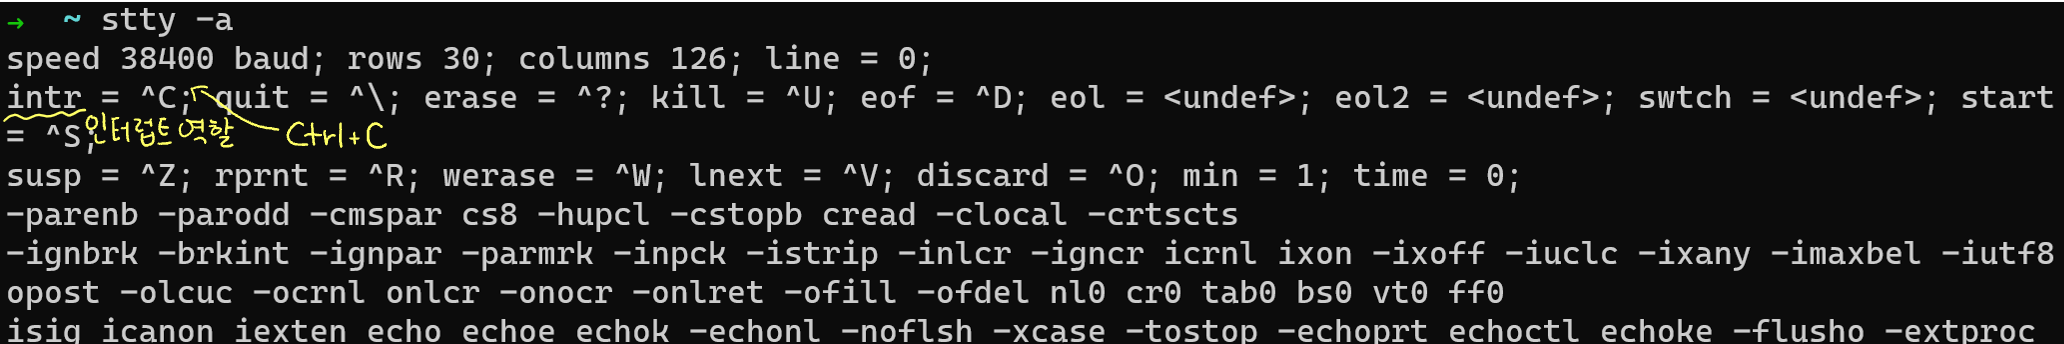 → ~ stty -a
speed 38400 baud; rows 30; columns 126; line = 0;
intr = ^C; quit = ^\; erase = ^?; kill = ^U; eof = ^D; eol = <undef>; eol2 = <undef>; swtch = <undef>; start
= ^S;
인터럽트 역할
Ctrl+C
susp = ^Z; rprnt = ^R; werase = ^W; lnext = ^V; discard = ^O; min = 1; time = 0;
-parenb -parodd -cmspar cs8 -hupcl -cstopb cread -clocal -crtscts
-ignbrk -brkint -ignpar -parmrk -inpck -istrip -inlcr -igncr icrnl ixon -ixoff -iuclc -ixany -imaxbel -iutf8
opost -olcuc -ocrnl onlcr -onocr -onlret -ofill -ofdel nl0 cr0 tab0 bs0 vt0 ff0
isig icanon iexten echo echoe echok -echonl -noflsh -xcase -tostop -echoprt echoctl echoke -flusho -extproc